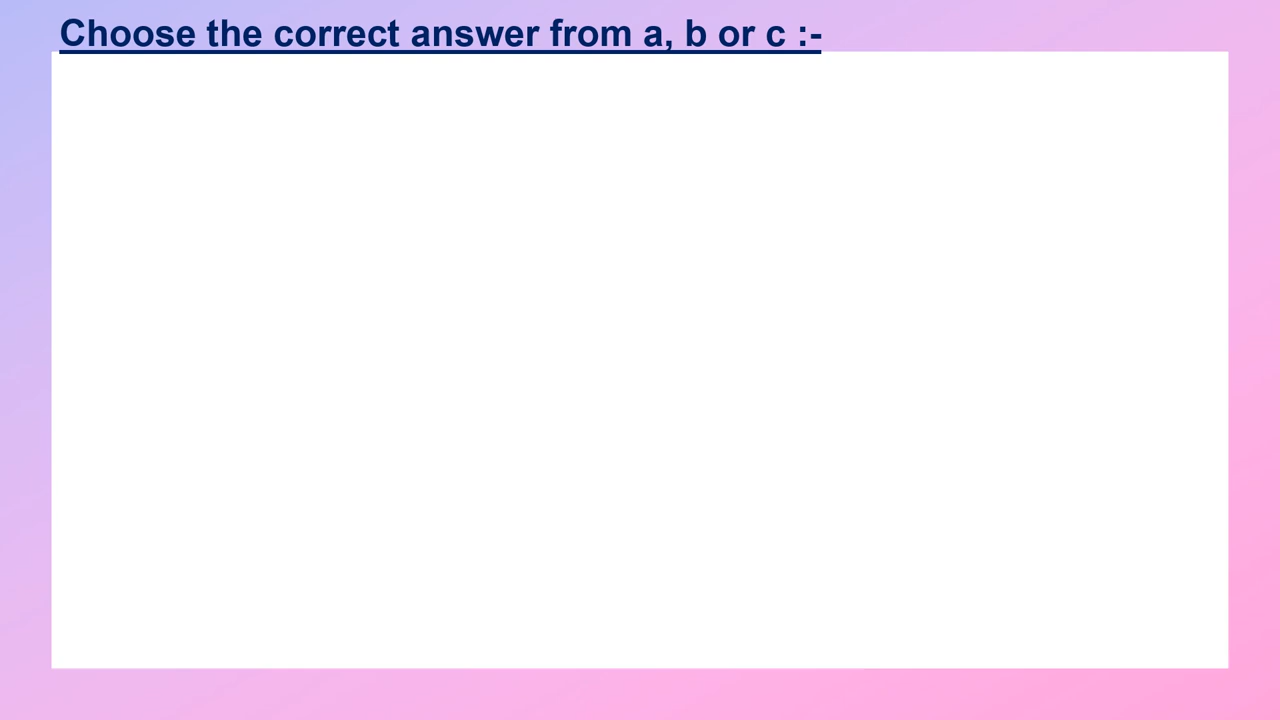 Choose the correct answer from a, b or c :-